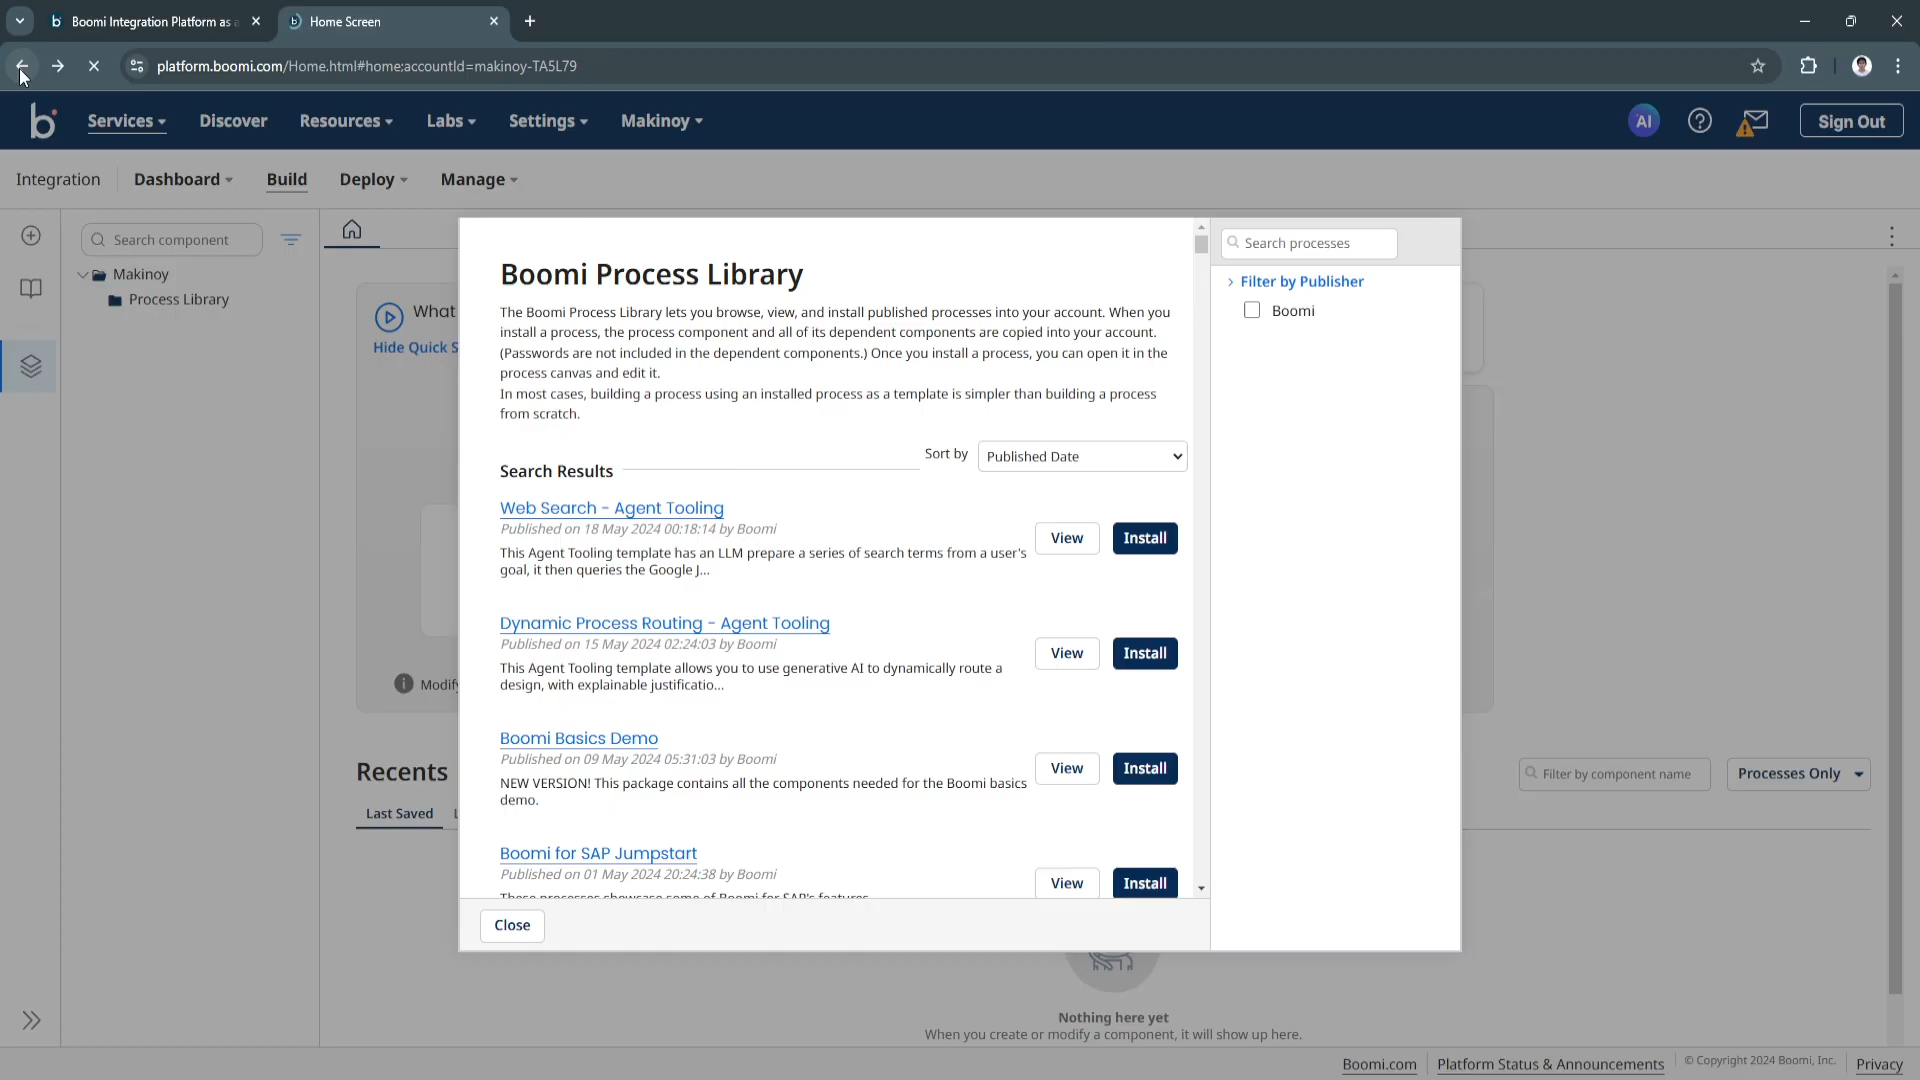 Boomi Integration Platform as
Home Screen
platform.boomi.com/Home.html#home;accountId=makinoy-TA5L79
Services
Discover
Resources
Labs
Settings
Makinoy
AI
Sign Out
Integration
Dashboard
Build
Deploy
Manage
Search component
Makinoy
Process Library
What
Hide Quick S
Modify
Recents
Last Saved
Boomi Process Library
The Boomi Process Library lets you browse, view, and install published processes into your account. When you
install a process, the process component and all of its dependent components are copied into your account.
(Passwords are not included in the dependent components.) Once you install a process, you can open it in the
process canvas and edit it.
In most cases, building a process using an installed process as a template is simpler than building a process
from scratch.
Sort by
Published Date
Search Results
Web Search - Agent Tooling
Published on 18 May 2024 00:18:14 by Boomi
This Agent Tooling template has an LLM prepare a series of search terms from a user's
goal, it then queries the Google J...
View
Install
Dynamic Process Routing - Agent Tooling
Published on 15 May 2024 02:24:03 by Boomi
This Agent Tooling template allows you to use generative AI to dynamically route a
design, with explainable justificatio...
View
Install
Boomi Basics Demo
Published on 09 May 2024 05:31:03 by Boomi
NEW VERSION! This package contains all the components needed for the Boomi basics
demo.
View
Install
Boomi for SAP Jumpstart
Published on 01 May 2024 20:24:38 by Boomi
These processes showcase some of Boomi for SAP's features
View
Install
Close
Search processes
Filter by Publisher
Boomi
Filter by component name
Processes Only
Nothing here yet
When you create or modify a component, it will show up here.
Boomi.com
Platform Status & Announcements
© Copyright 2024 Boomi, Inc.
Privacy